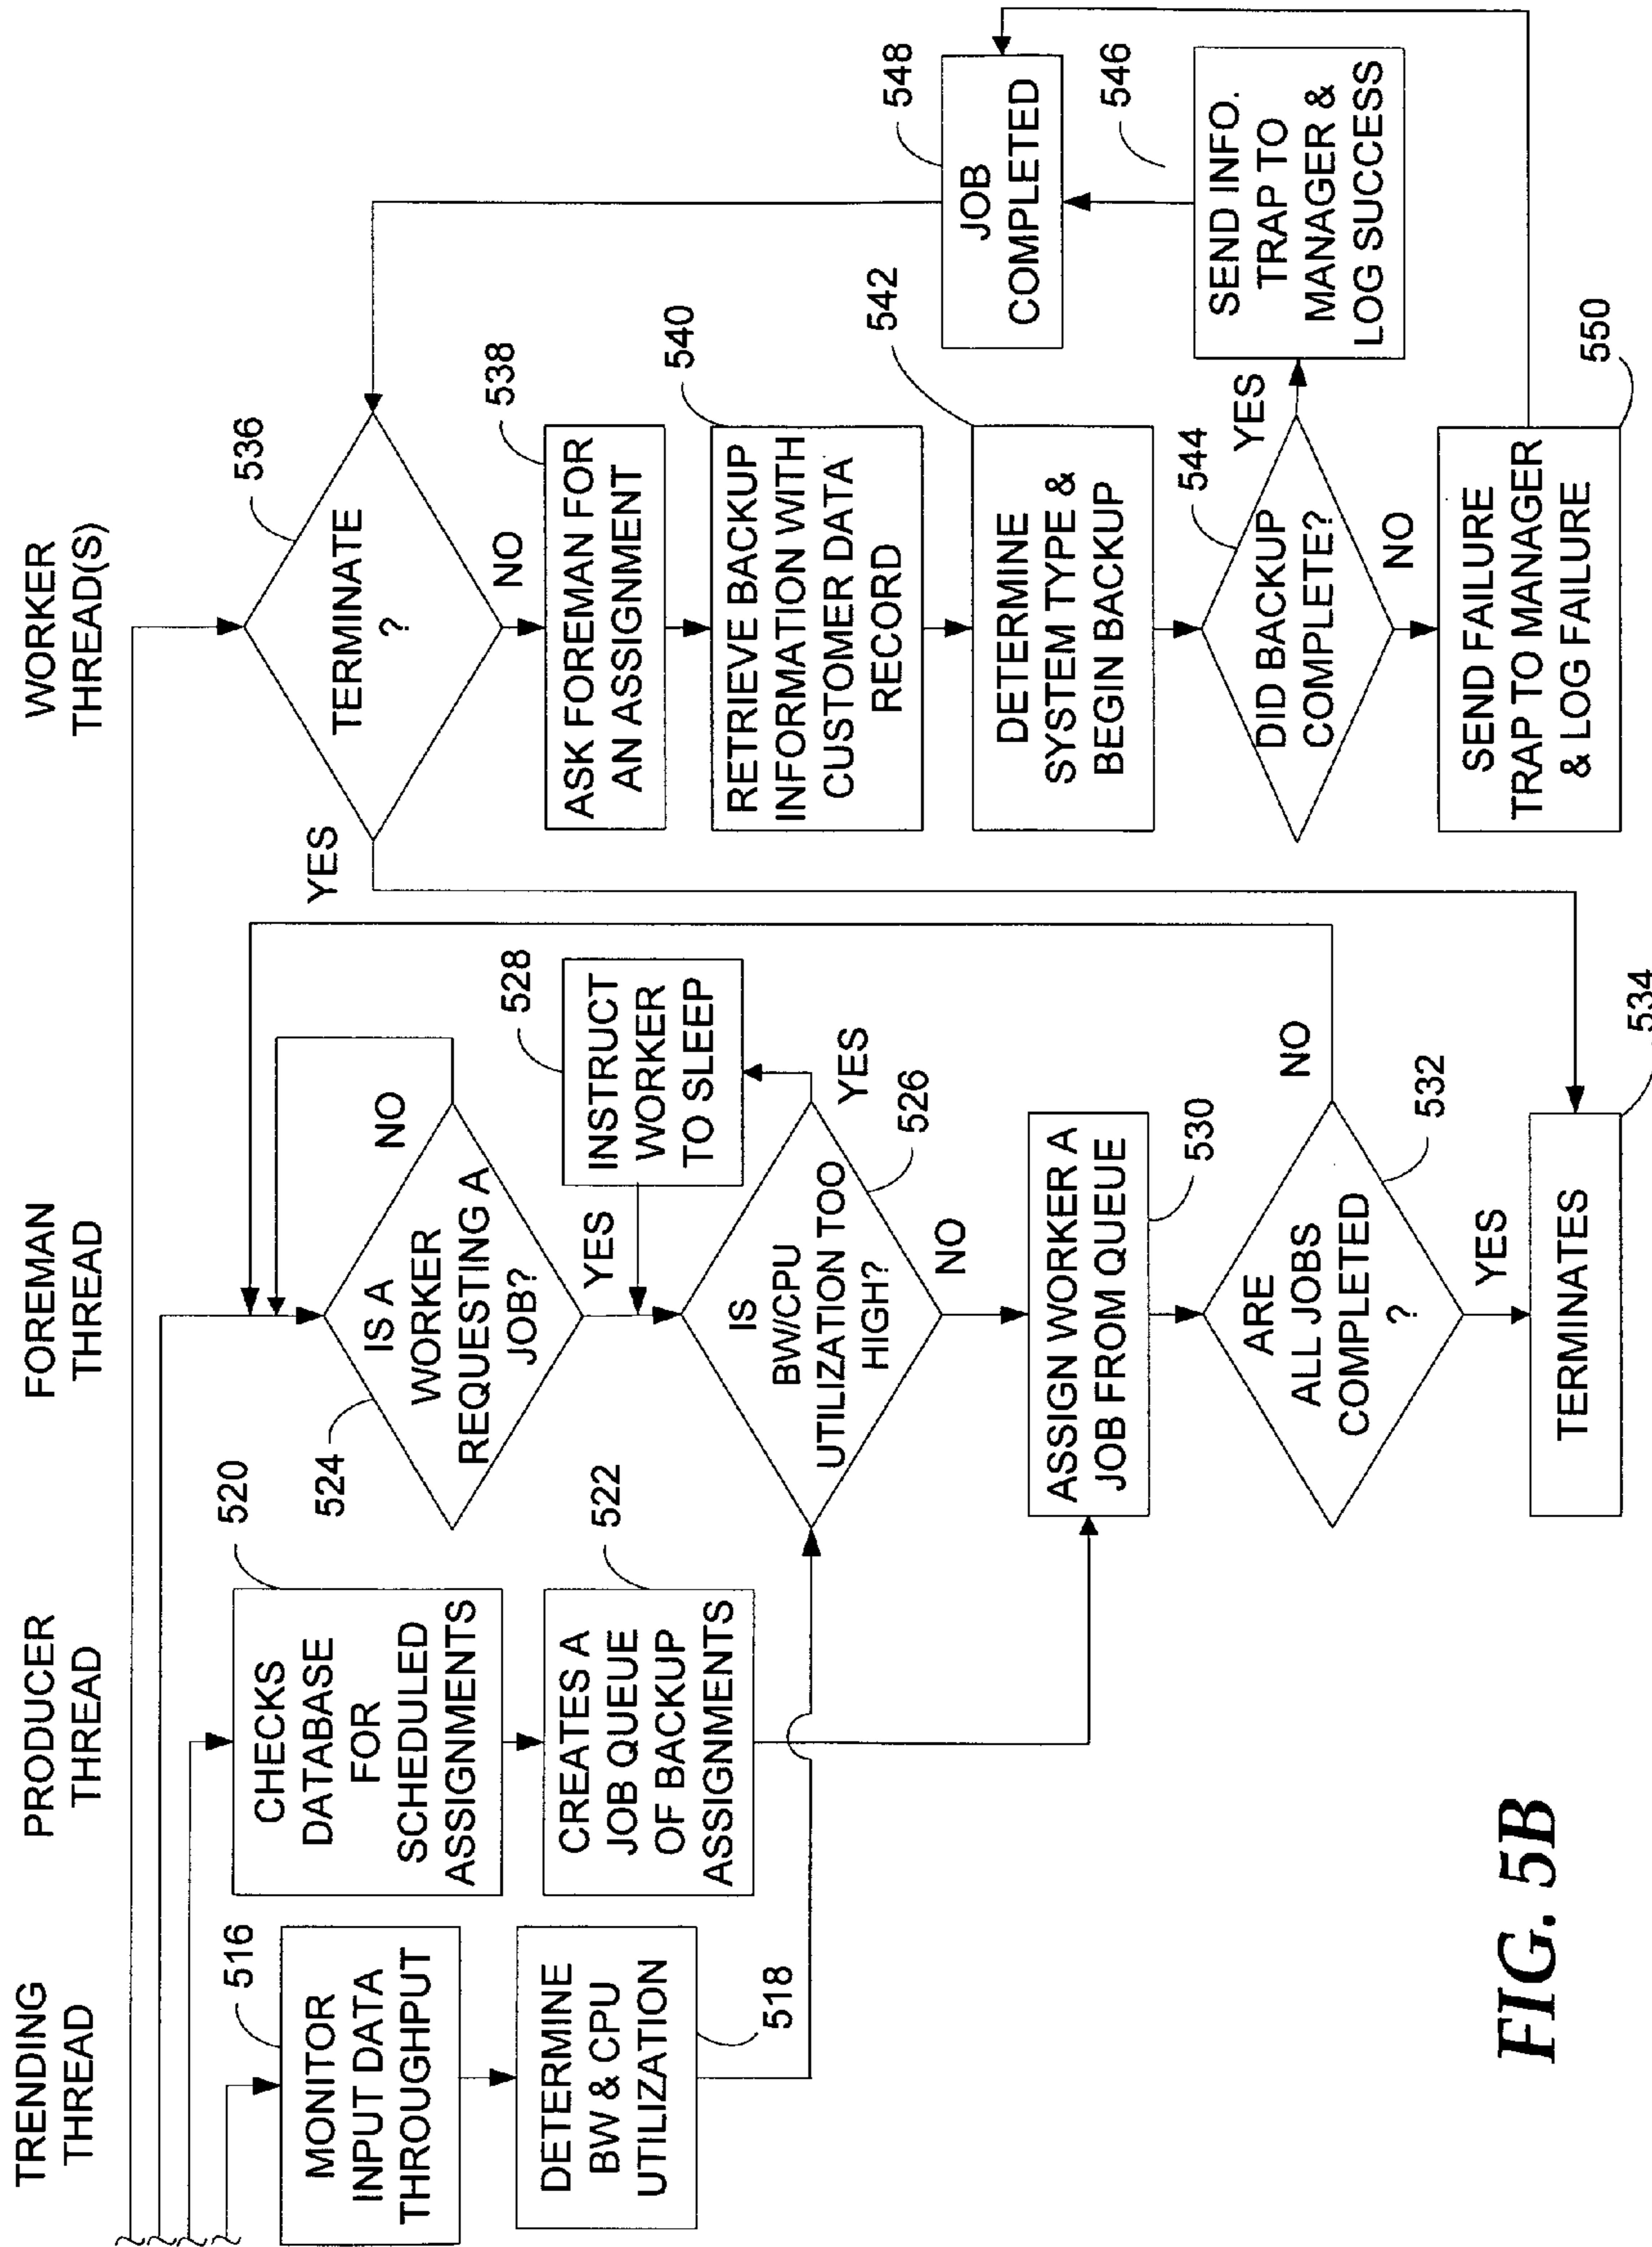 TRENDING
THREAD
516
MONITOR
INPUT DATA
THROUGHPUT
DETERMINE
BW & CPU
UTILIZATION
518
PRODUCER
THREAD
520
CHECKS
DATABASE
FOR
SCHEDULED
ASSIGNMENTS
522
CREATES A
JOB QUEUE
OF BACKUP
ASSIGNMENTS
FOREMAN
THREAD
524
IS A
WORKER
REQUESTING A
JOB?
NO
YES
528
INSTRUCT
WORKER
TO SLEEP
IS
BW/CPU
UTILIZATION TOO
HIGH?
YES
526
NO
ASSIGN WORKER A
JOB FROM QUEUE
530
ARE
ALL JOBS
COMPLETED
?
NO
532
YES
TERMINATES
534
WORKER
THREAD(S)
536
TERMINATE
?
YES
NO
538
ASK FOREMAN FOR
AN ASSIGNMENT
540
RETRIEVE BACKUP
INFORMATION WITH
CUSTOMER DATA
RECORD
542
DETERMINE
SYSTEM TYPE &
BEGIN BACKUP
544
DID BACKUP
COMPLETE?
YES
NO
546
SEND INFO.
TRAP TO
MANAGER &
LOG SUCCESS
548
JOB
COMPLETED
SEND FAILURE
TRAP TO MANAGER
& LOG FAILURE
550
FIG. 5B